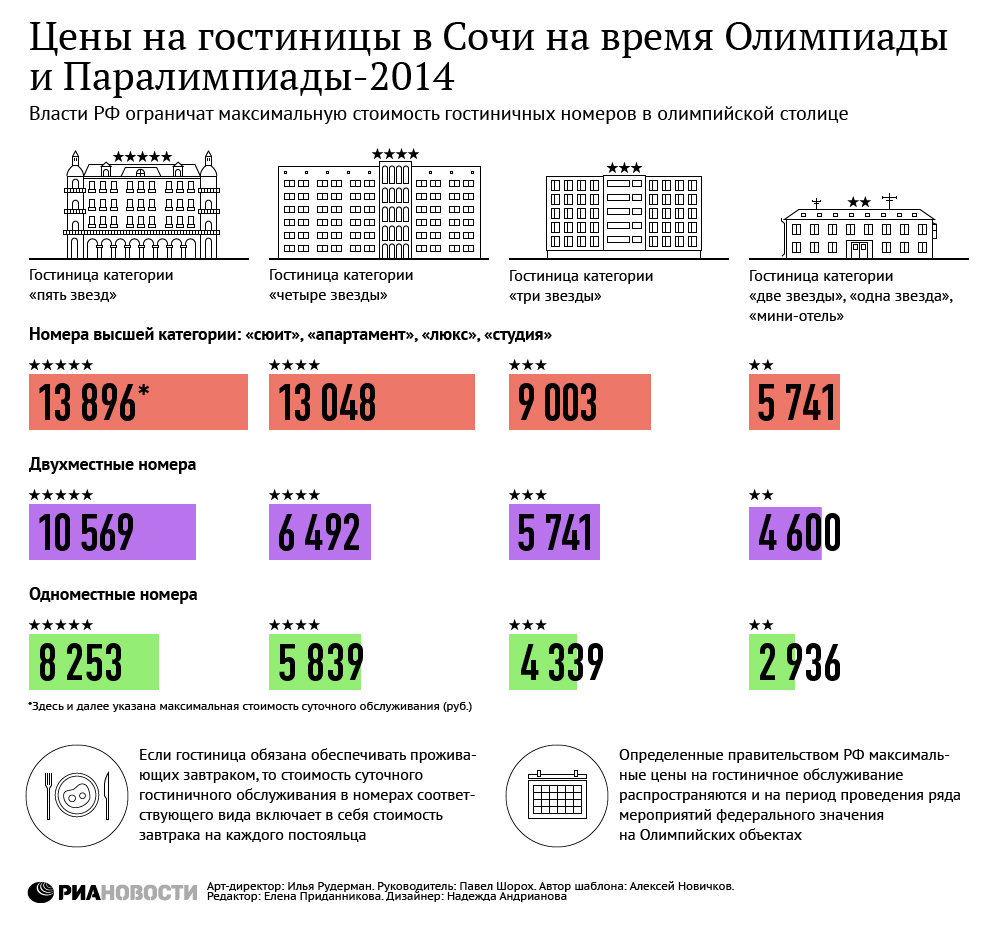 Цены на гостиницы в Сочи на время Олимпиады
и Паралимпиады-2014
Власти РФ ограничат максимальную стоимость гостиничных номеров в олимпийской столице
Гостиница категории
«пять звезд»
Гостиница категории
«четыре звезды»
Гостиница категории
«три звезды»
Гостиница категории
«две звезды», «одна звезда»,
«мини-отель»
Номера высшей категории: «сюит», «апартамент», «люкс», «студия»
13 896*
13 048
9 003
5 741
Двухместные номера
10 569
6 492
5 741
4 600
Одноместные номера
8 253
5 839
4 339
2 936
*Здесь и далее указана максимальная стоимость суточного обслуживания (руб.)
Если гостиница обязана обеспечивать прожива-
ющих завтраком, то стоимость суточного
гостиничного обслуживания в номерах соответ-
ствующего вида включает в себя стоимость
завтрака на каждого постояльца
Определенные правительством РФ максималь-
ные цены на гостиничное обслуживание
распространяются и на период проведения ряда
мероприятий федерального значения
на Олимпийских объектах
РИАНОВОСТИ
Арт-директор: Илья Рудерман. Руководитель: Павел Шорох. Автор шаблона: Алексей Новичков.
Редактор: Елена Приданникова. Дизайнер: Надежда Андрианова